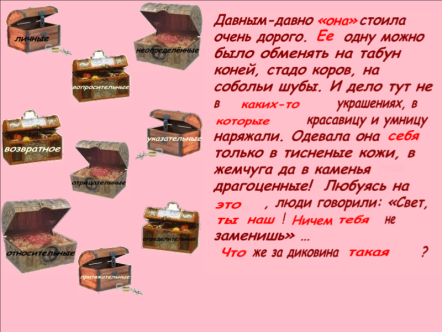 личные
неопределённые
вопросительные
возвратное
указательные
отрицательные
определительные
относительные
притяжательные
Давным-давно «она» стоила
очень дорого. Ее одну можно
было обменять на табун
коней, стадо коров, на
собольи шубы. И дело тут не
в каких-то украшениях, в
которые красавицу и умницу
наряжали. Одевала она себя
только в тисненые кожи, в
жемчуга да в каменья
драгоценные! Любуясь на
это , люди говорили: «Свет,
ты наш ! Ничем тебя не
заменишь» ...
Что же за диковина такая ?